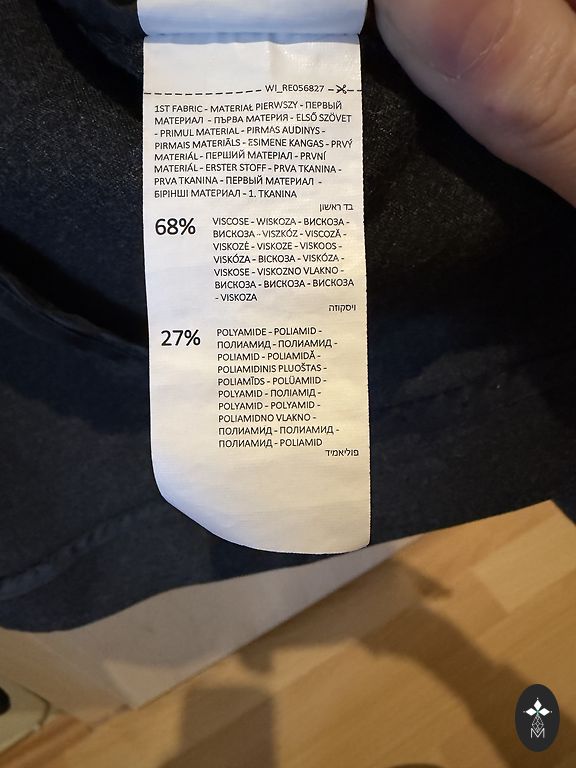 WI_RE056827
1ST FABRIC - MATERIAŁ PIERWSZY - ПЕРВЫЙ
МАТЕРИАЛ - ПЪРВА МАТЕРИЯ - ELSŐ SZÖVET
- PRIMUL MATERIAL - PIRMAS AUDINYS -
PIRMAIS MATERIĀLS - ESIMENE KANGAS - PRVÝ
MATERIÁL - ПЕРШИЙ МАТЕРІАЛ - PRVNÍ
MATERIÁL - ERSTER STOFF - PRVA TKANINA -
PRVA TKANINA - ПЕРВЫЙ МАТЕРИАЛ -
БІРІНШІ МАТЕРИАЛ - 1. TKANINA
בד ראשון
68% VISCOSE - WISKOZA - ВИСКОЗА -
ВИСКОЗА - VISZKÓZ - VISCOZĂ -
VISKOZĖ - VISKOZE - VISKOOS -
VISKÓZA - ВІСКОЗА - VISKÓZA -
VISKOSE - VISKOZNO VLAKNO -
ВИСКОЗА - ВИСКОЗА - ВИСКОЗА
- VISKOZA
ויסקוזה
27% POLYAMIDE - POLIAMID -
ПОЛИАМИД - ПОЛИАМИД -
POLIAMID - POLIAMIDĂ -
POLIAMIDINIS PLUOŠTAS -
POLIAMĪDS - POLÜAMIID -
POLYAMID - ПОЛІАМІД -
POLYAMID - POLYAMID -
POLIAMIDNO VLAKNO -
ПОЛИАМИД - ПОЛИАМИД -
ПОЛИАМИД - POLIAMID
פוליאמיד
M